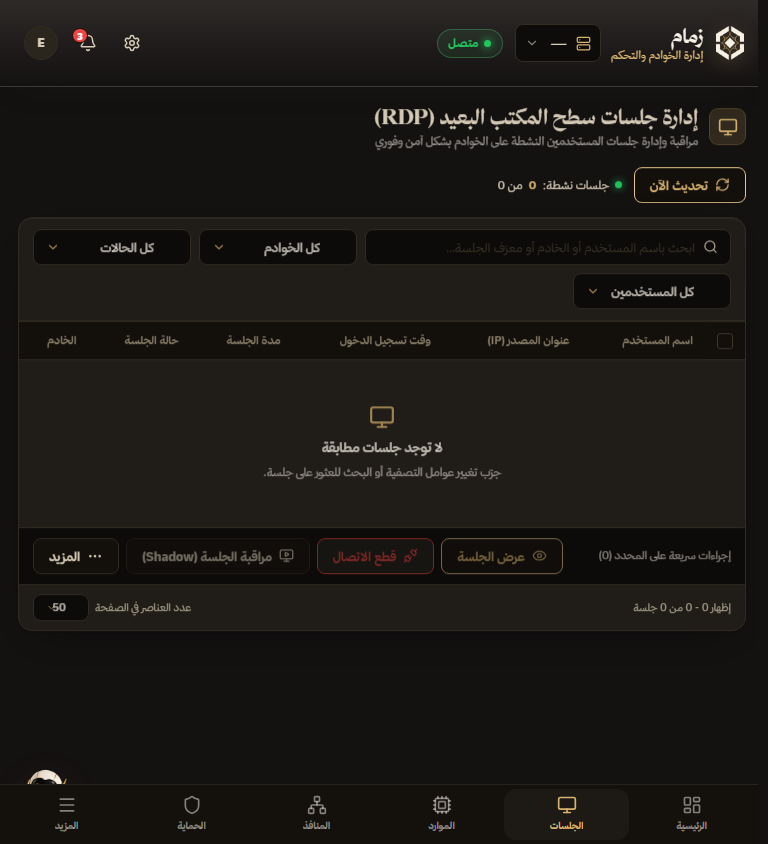 زمام
إدارة الخوادم والتحكم
—
متصل
3
E
إدارة جلسات سطح المكتب البعيد (RDP)
مراقبة وإدارة جلسات المستخدمين النشطة على الخوادم بشكل آمن وفوري
تحديث الآن
جلسات نشطة: 0 من 0
ابحث باسم المستخدم أو الخادم أو معرّف الجلسة...
كل الخوادم
كل الحالات
كل المستخدمين
اسم المستخدم
عنوان المصدر (IP)
وقت تسجيل الدخول
مدة الجلسة
حالة الجلسة
الخادم
لا توجد جلسات مطابقة
جرّب تغيير عوامل التصفية أو البحث للعثور على جلسة.
إجراءات سريعة على المحدد (0)
عرض الجلسة
قطع الاتصال
مراقبة الجلسة (Shadow)
المزيد
إظهار 0 - 0 من 0 جلسة
عدد العناصر في الصفحة
50
الرئيسية
الجلسات
الموارد
المنافذ
الحماية
المزيد